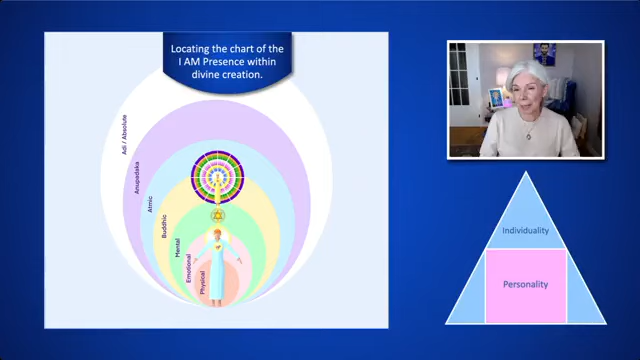 Locating the chart of the
I AM Presence within
divine creation.
Adi / Absolute
Anupadaka
Atmic
Buddhic
Mental
Emotional
Physical
Individuality
Personality